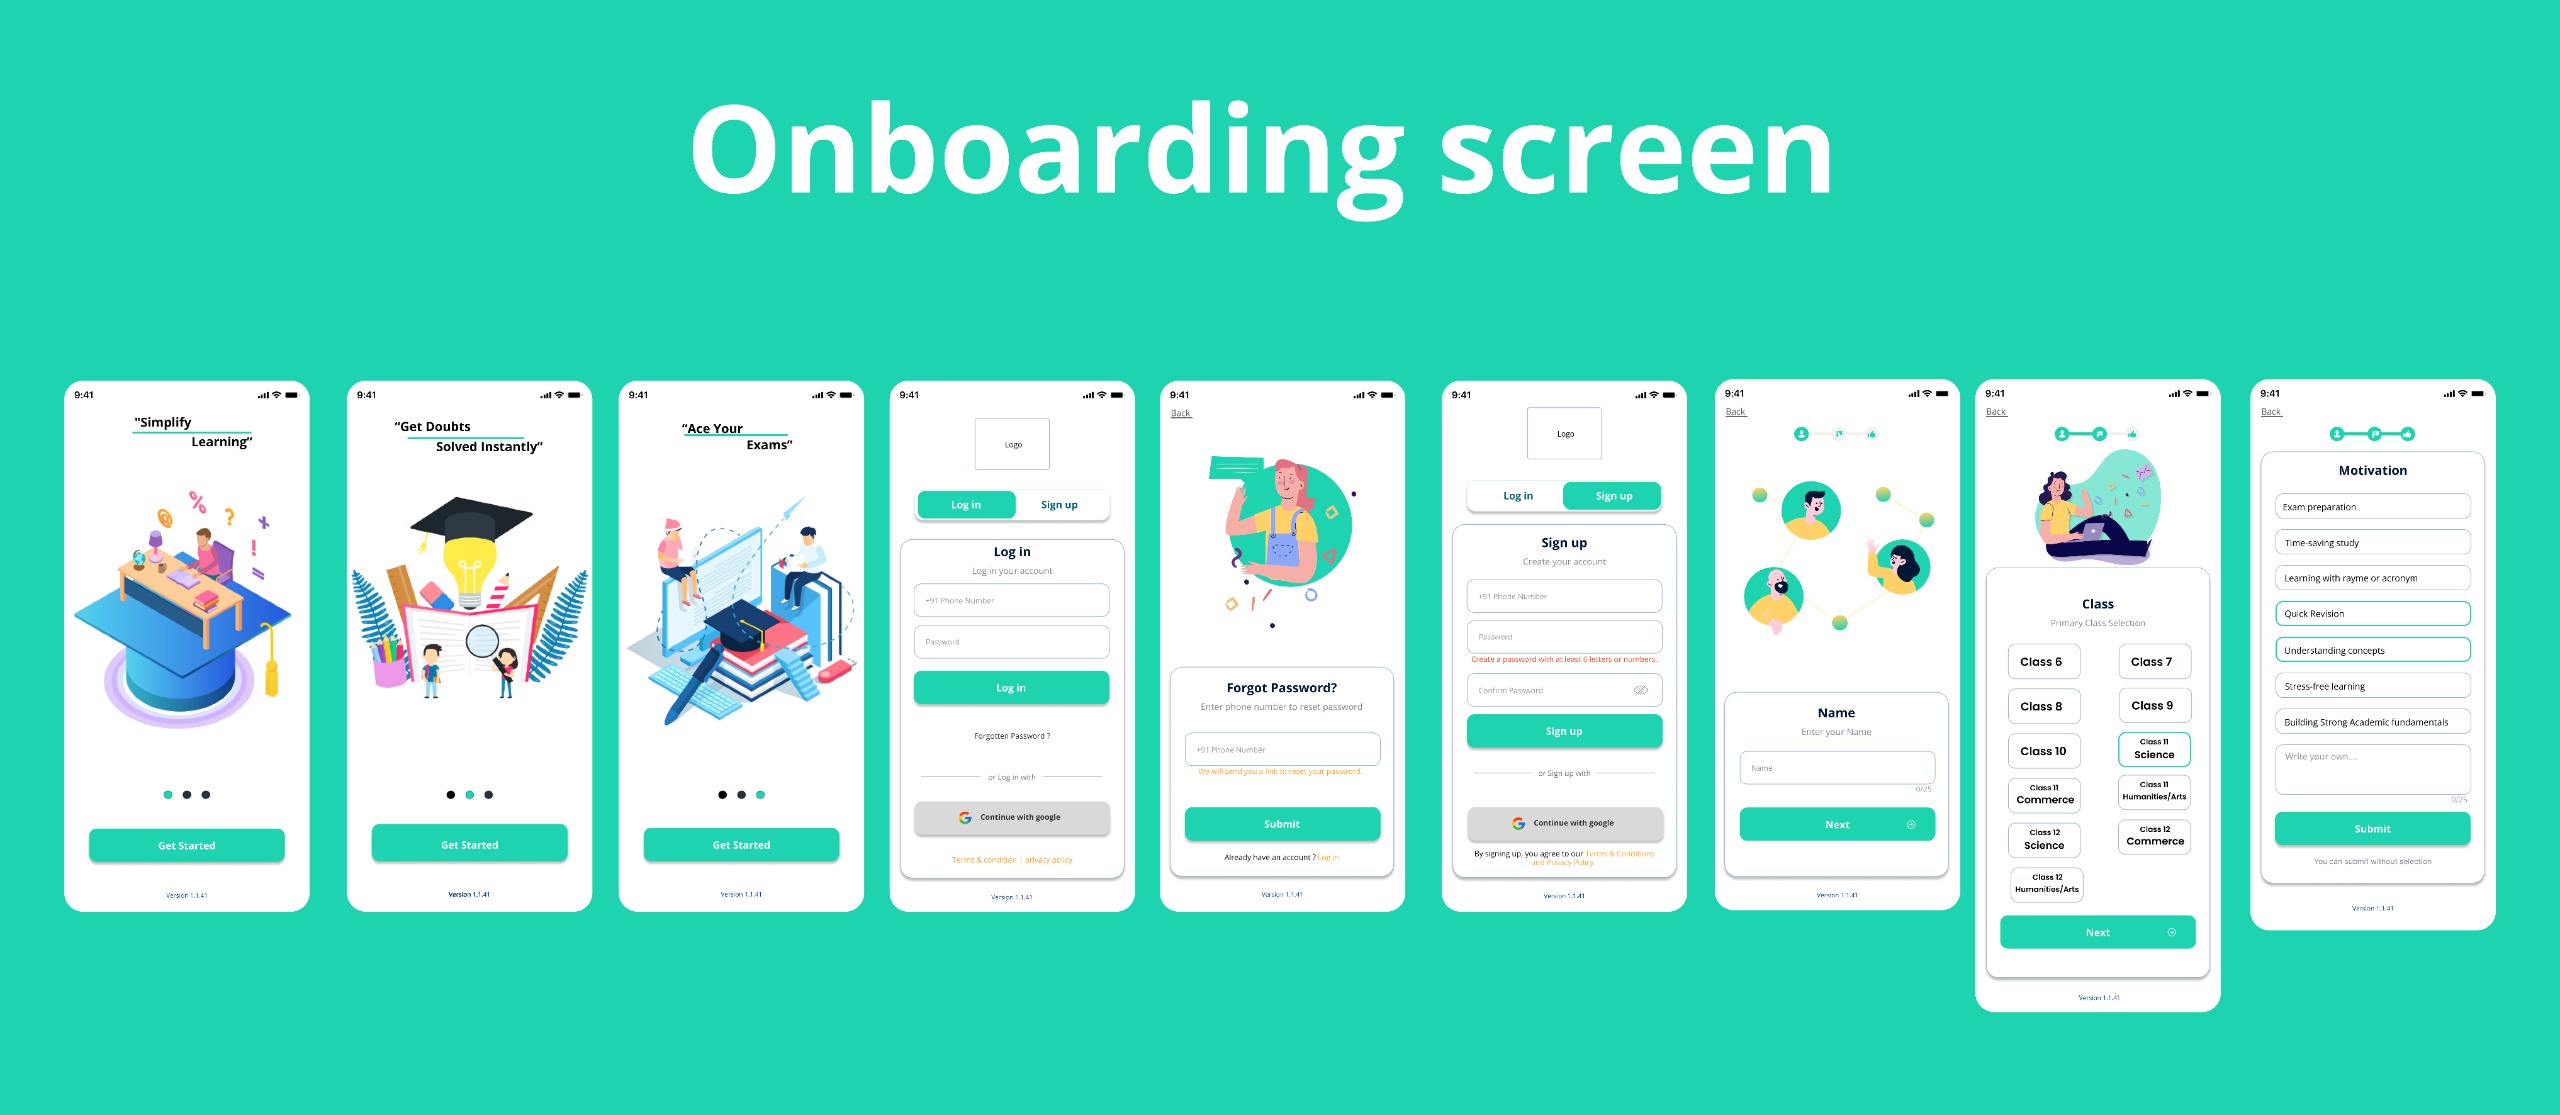 Onboarding screen
9:41
"Simplify
Learning”
Get Started
Version 1.1.41
9:41
“Get Doubts
Solved Instantly”
Get Started
Version 1.1.41
9:41
“Ace Your
Exams”
Get Started
Version 1.1.41
9:41
Logo
Log in
Sign up
Log in
Log in your account
+91 Phone Number
Password
Log in
Forgotten Password ?
or Log in with
Continue with google
Terms & condition | privacy policy
Version 1.1.41
9:41
Back
Forgot Password?
Enter phone number to reset password
+91 Phone Number
We will send you a link to reset your password.
Submit
Already have an account ? Log in
Version 1.1.41
9:41
Logo
Log in
Sign up
Sign up
Create your account
+91 Phone Number
Password
Create a password with at least 6 letters or numbers.
Confirm Password
Sign up
or Sign up with
Continue with google
By signing up, you agree to our Terms & Conditions
and Privacy Policy.
Version 1.1.41
9:41
Back
Name
Enter your Name
Name
0/25
Next
Version 1.1.41
9:41
Back
Class
Primary Class Selection
Class 6
Class 7
Class 8
Class 9
Class 10
Class 11
Science
Class 11
Commerce
Class 11
Humanities/Arts
Class 12
Science
Class 12
Commerce
Class 12
Humanities/Arts
Next
Version 1.1.41
9:41
Back
Motivation
Exam preparation
Time-saving study
Learning with rayme or acronym
Quick Revision
Understanding concepts
Stress-free learning
Building Strong Academic fundamentals
Write your own....
0/25
Submit
You can submit without selection
Version 1.1.41